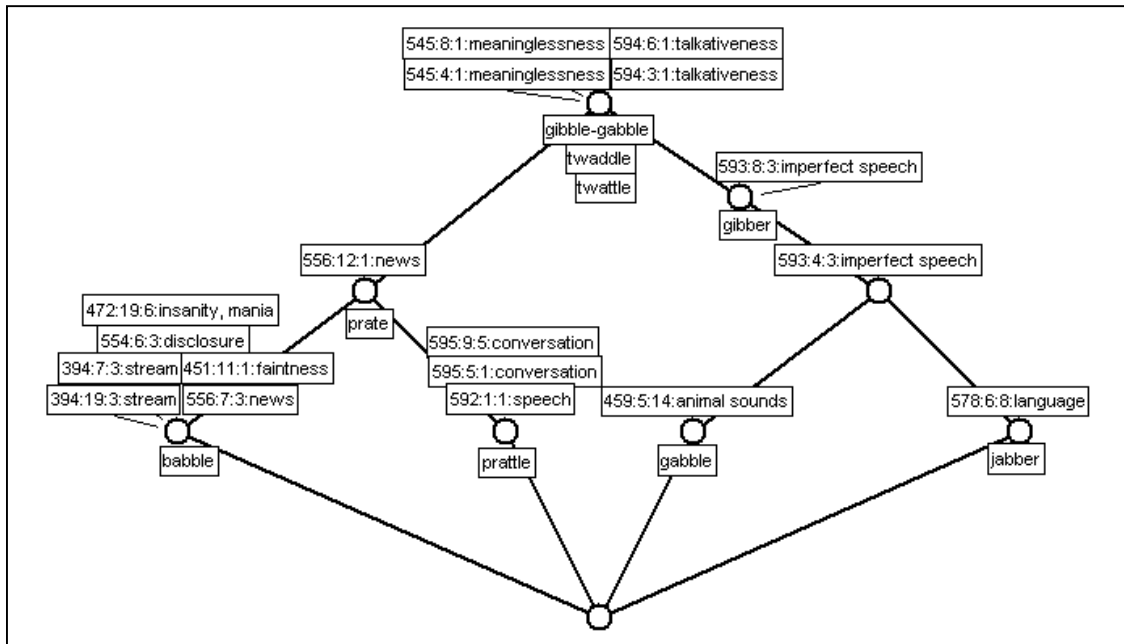 545:8:1:meaninglessness 594:6:1:talkativeness
545:4:1:meaninglessness 594:3:1:talkativeness
gibble-gabble
twaddle
twattle
593:8:3:imperfect speech
gibber
556:12:1:news
593:4:3:imperfect speech
prate
472:19:6:insanity, mania
554:6:3:disclosure
394:7:3:stream 451:11:1:faintness
394:19:3:stream 556:7:3:news
595:9:5:conversation
595:5:1:conversation
592:1:1:speech
459:5:14:animal sounds
578:6:8:language
babble
prattle
gabble
jabber